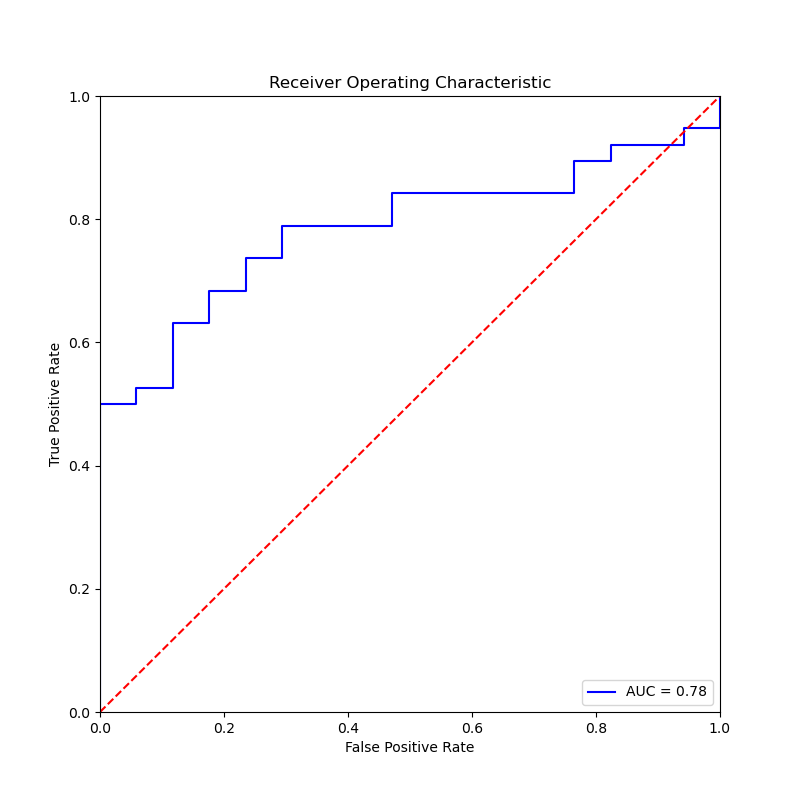 Receiver Operating Characteristic
1.0
0.8
0.6
0.4
0.2
0.0
True Positive Rate
AUC = 0.78
0.0 0.2 0.4 0.6 0.8 1.0
False Positive Rate